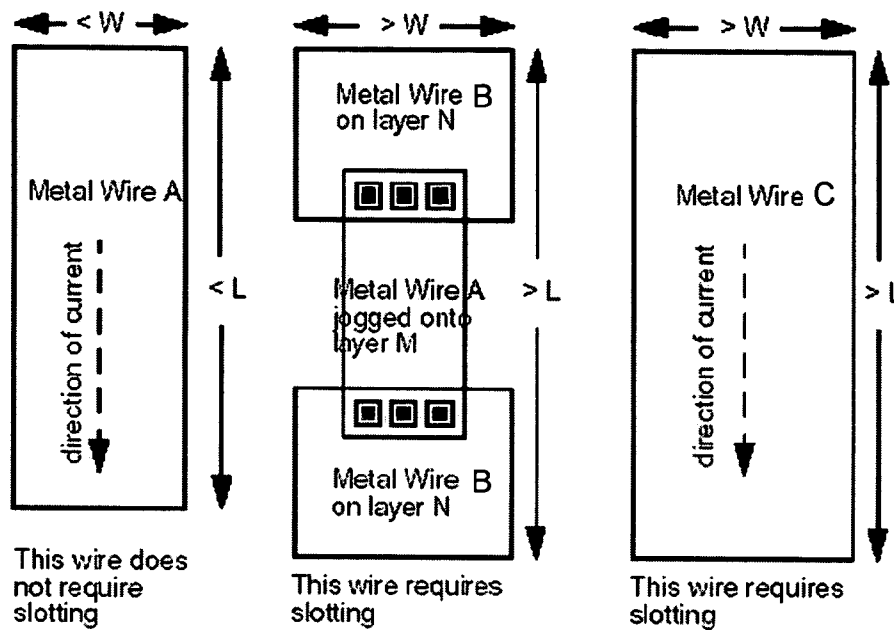 < W
Metal Wire A
direction of current
< L
This wire does
not require
slotting
> W
Metal Wire B
on layer N
Metal Wire A
jogged onto
layer M
> L
Metal Wire B
on layer N
This wire requires
slotting
> W
Metal Wire C
direction of current
> L
This wire requires
slotting